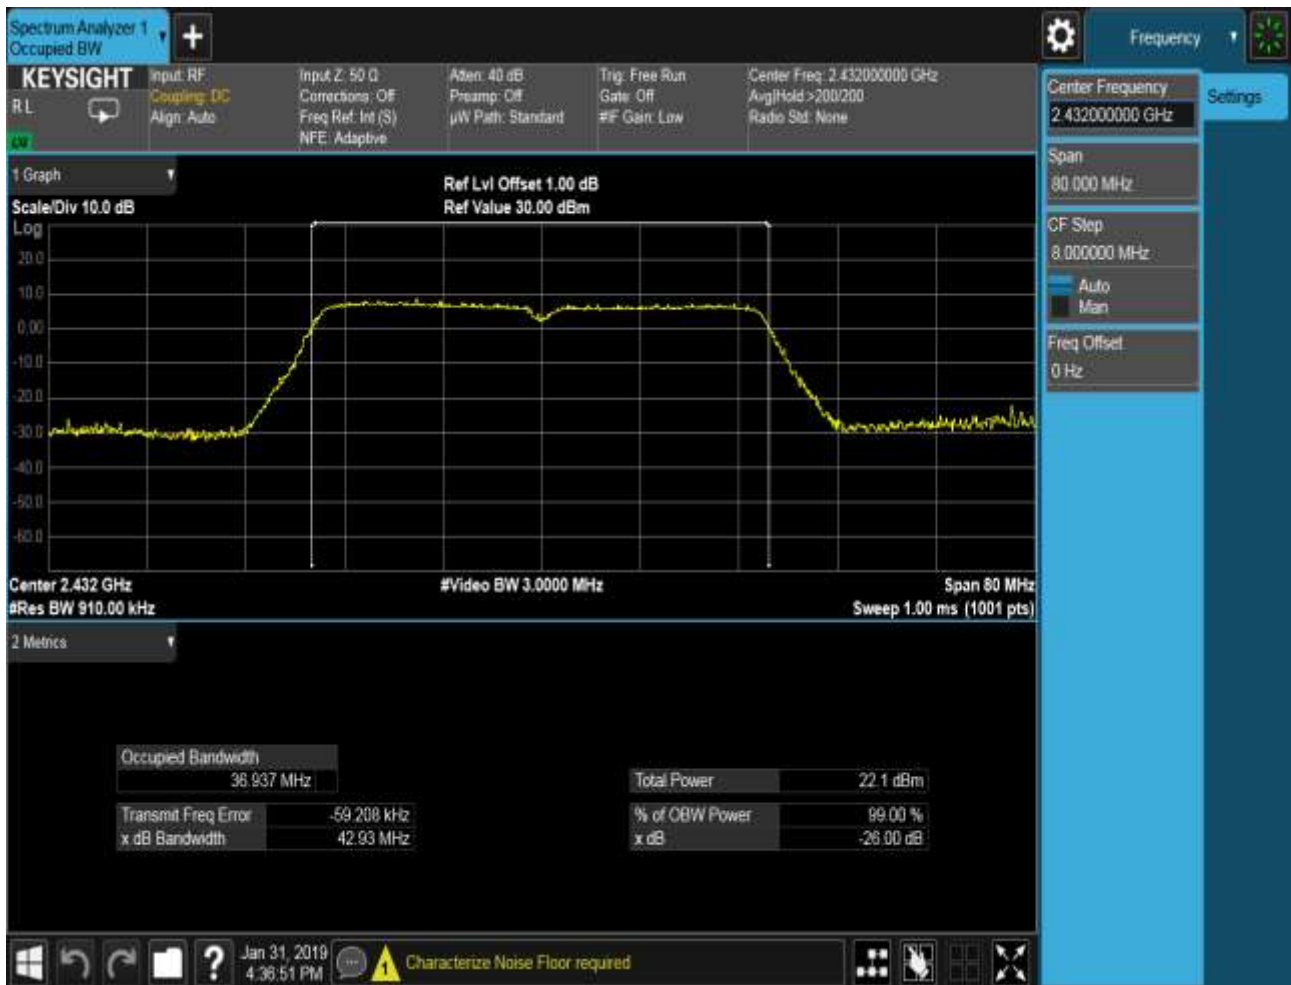 Spectrum Analyzer 1
Occupied BW
Frequency
KEYSIGHT
R L
Input: RF
Coupling: DC
Align: Auto
Input Z: 50 Ω
Corrections: Off
Freq Ref: Int (S)
NFE: Adaptive
Atten: 40 dB
Preamp: Off
µW Path: Standard
Trig: Free Run
Gate: Off
#IF Gain: Low
Center Freq: 2.432000000 GHz
Avg|Hold >200/200
Radio Std: None
Center Frequency
2.432000000 GHz
Settings
Span
80.000 MHz
CF Step
8.000000 MHz
Auto
Man
Freq Offset
0 Hz
1 Graph
Scale/Div 10.0 dB
Ref Lvl Offset 1.00 dB
Ref Value 30.00 dBm
Log
20.0
10.0
0.00
-10.0
-20.0
-30.0
-40.0
-50.0
-60.0
Center 2.432 GHz
#Res BW 910.00 kHz
#Video BW 3.0000 MHz
Span 80 MHz
Sweep 1.00 ms (1001 pts)
2 Metrics
Occupied Bandwidth
36.937 MHz
Transmit Freq Error -59.208 kHz
x dB Bandwidth 42.93 MHz
Total Power 22.1 dBm
% of OBW Power 99.00 %
x dB -26.00 dB
?
Jan 31, 2019
4:36:51 PM
1
Characterize Noise Floor required